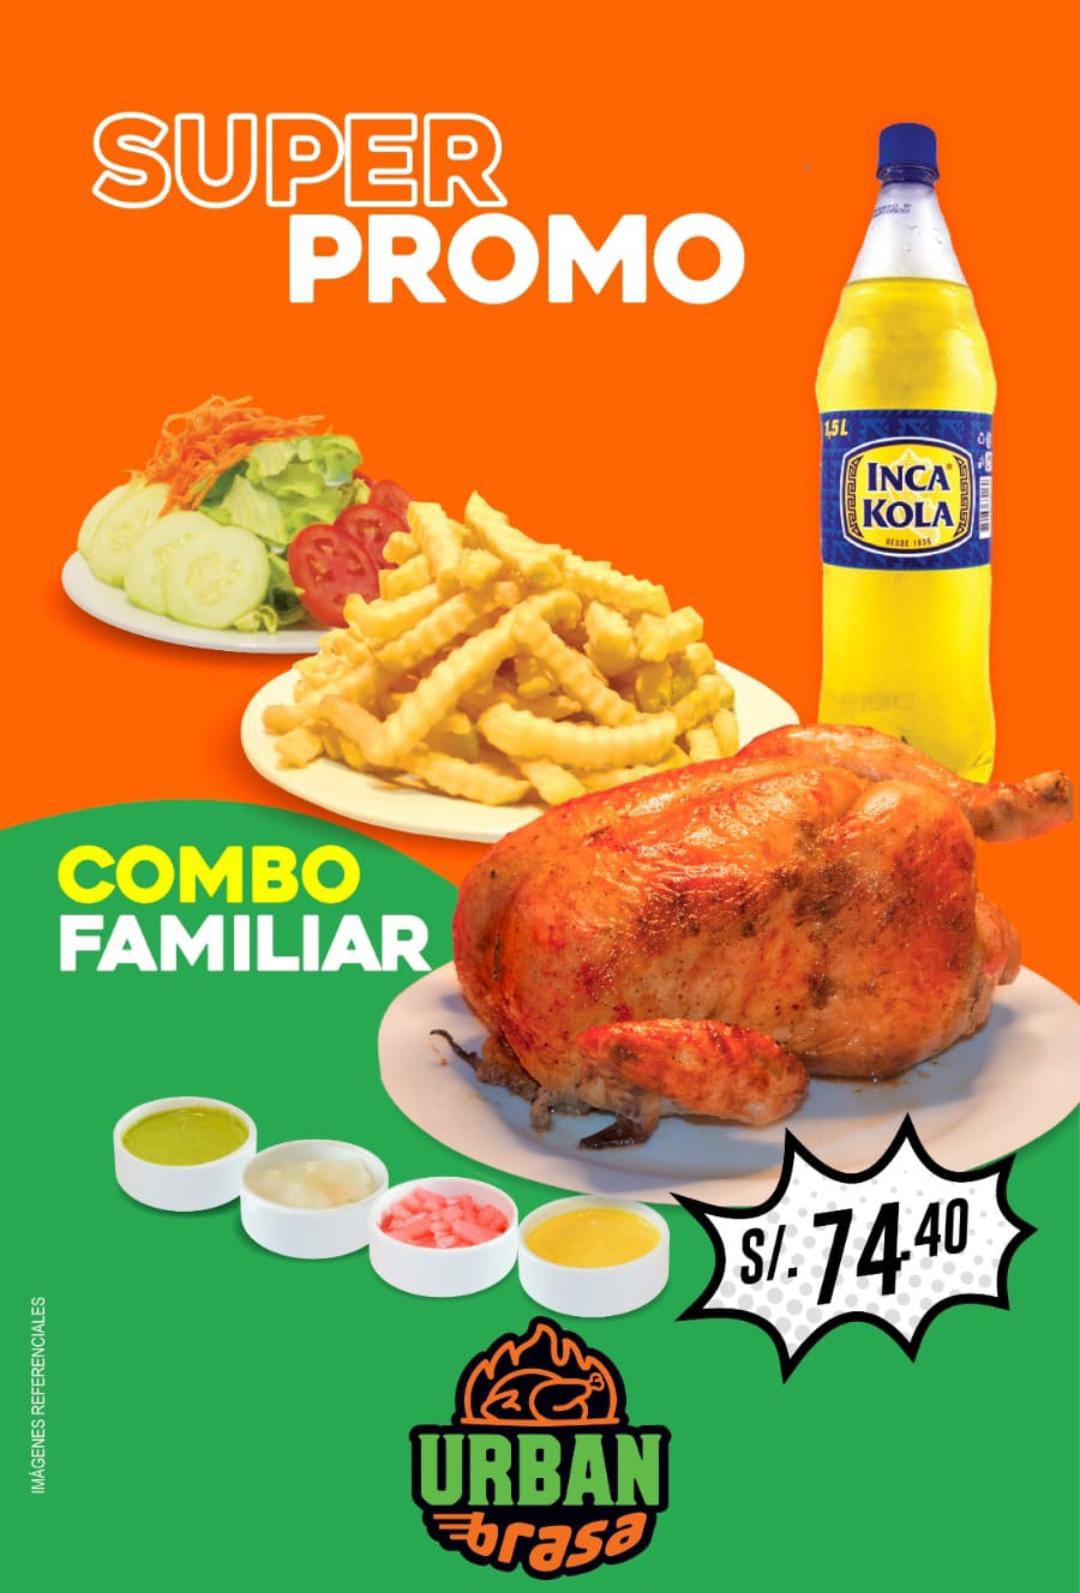 SUPER
PROMO
1,5 L
INCA
KOLA
DESDE 1935
COMBO
FAMILIAR
S/. 74.40
IMÁGENES REFERENCIALES
URBAN
brasa